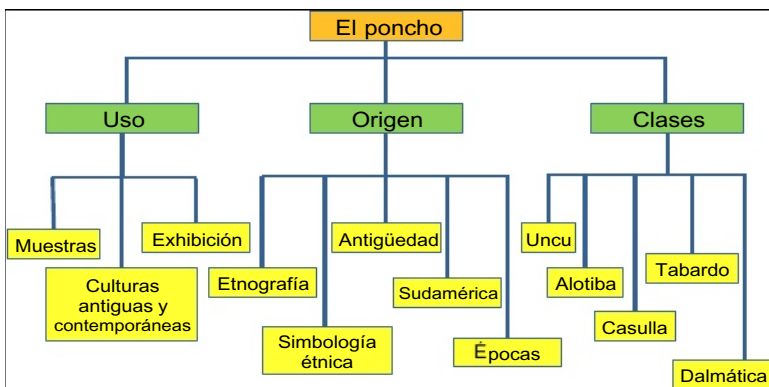 El poncho
Uso
Origen
Clases
Muestras
Culturas
antiguas y
contemporáneas
Exhibición
Etnografía
Simbología
étnica
Antigüedad
Sudamérica
Épocas
Uncu
Alotiba
Casulla
Tabardo
Dalmática